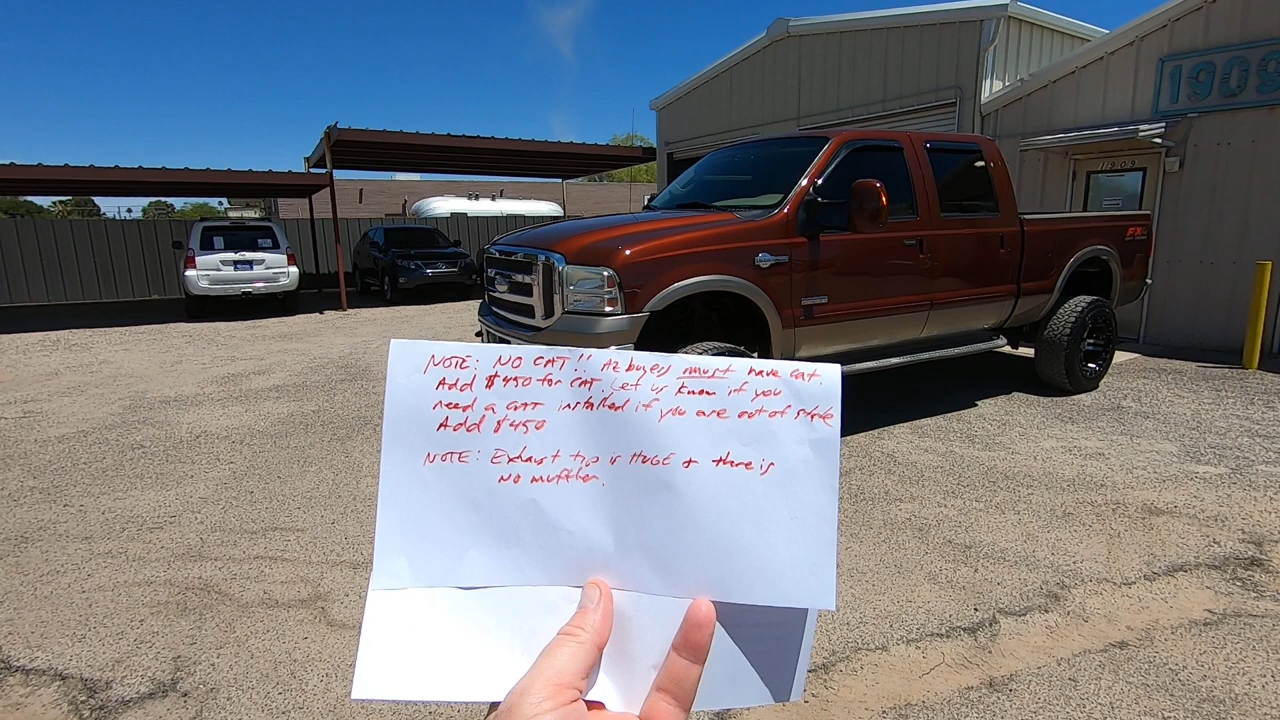 1909
1909
FX4
NOTE: NO CAT!! AZ buyers must have cat.
Add $450 for CAT. Let us know if you
need a CAT installed if you are out of state
Add $450
NOTE: Exhaust tip is HUGE & there is
NO muffler.